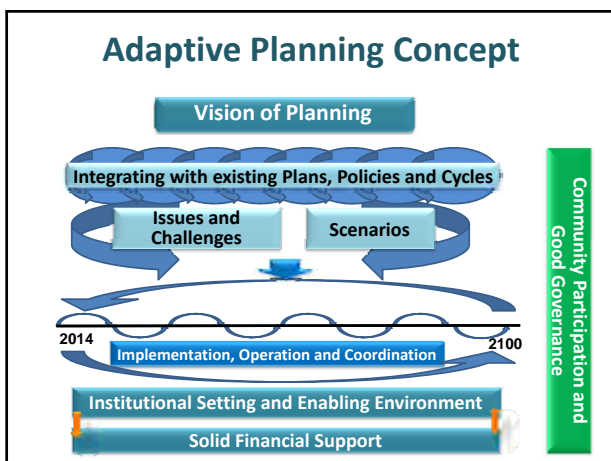 Adaptive Planning Concept
Vision of Planning
Integrating with existing Plans, Policies and Cycles
Issues and
Challenges
Scenarios
2014
2100
Implementation, Operation and Coordination
Institutional Setting and Enabling Environment
Solid Financial Support
Community Participation and
Good Governance